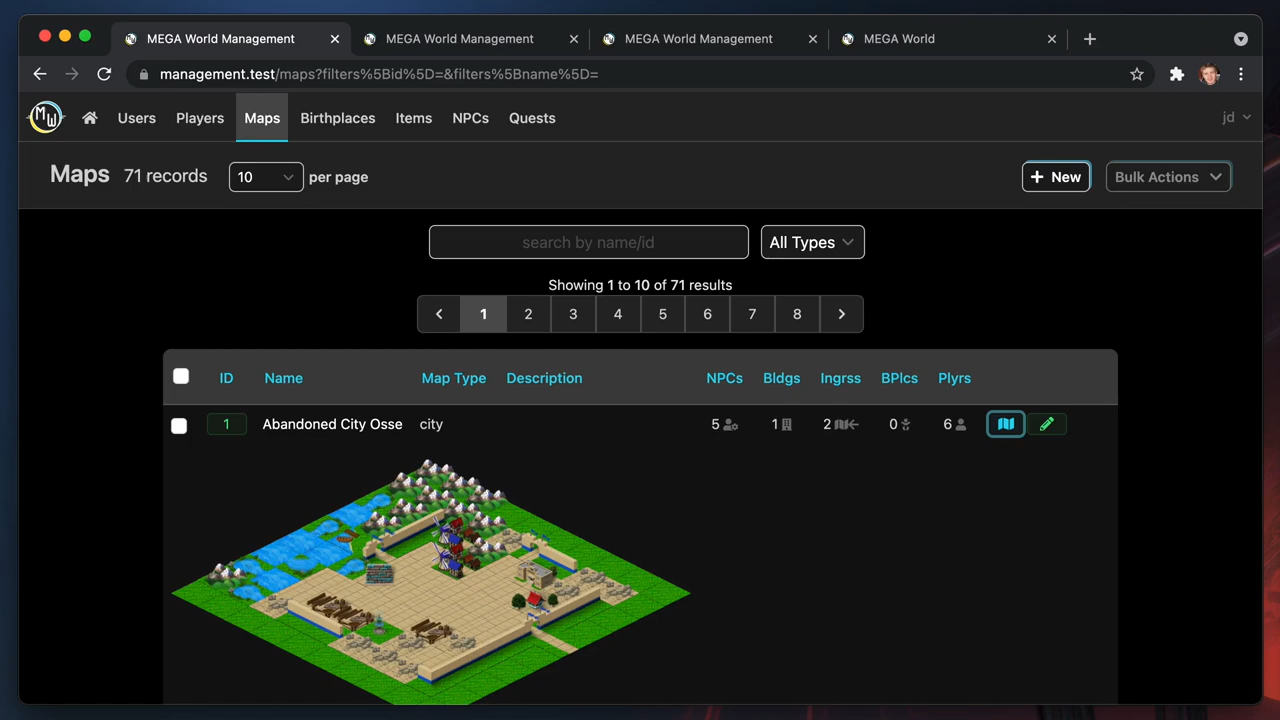 MEGA World Management
MEGA World Management
MEGA World Management
MEGA World
management.test/maps?filters%5Bid%5D=&filters%5Bname%5D=
MW
Users
Players
Maps
Birthplaces
Items
NPCs
Quests
jd
Maps 71 records
10
per page
+ New
Bulk Actions
search by name/id
All Types
Showing 1 to 10 of 71 results
1 2 3 4 5 6 7 8
ID Name Map Type Description NPCs Bldgs Ingrss BPlcs Plyrs
1 Abandoned City Osse city 5 1 2 0 6